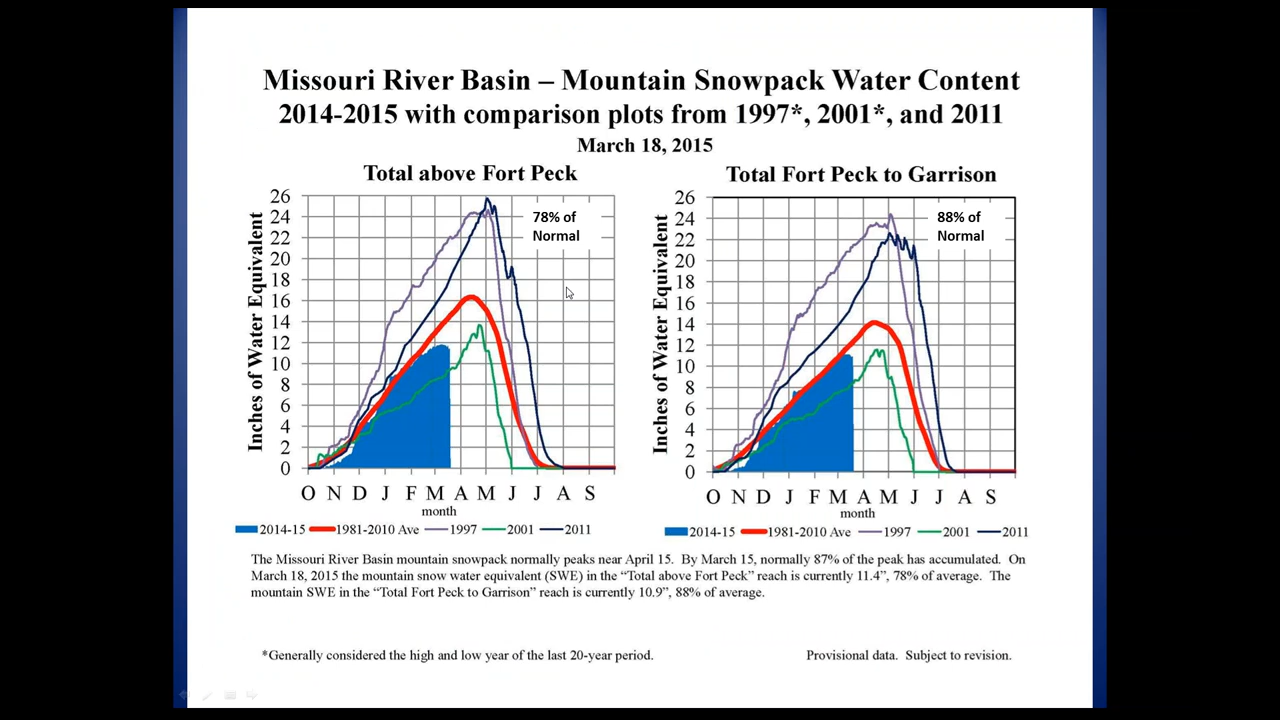 Missouri River Basin – Mountain Snowpack Water Content
2014-2015 with comparison plots from 1997*, 2001*, and 2011
March 18, 2015
Total above Fort Peck
26
24
22
20
18
16
14
12
10
8
6
4
2
0
Inches of Water Equivalent
78% of
Normal
O N D J F M A M J J A S
month
2014-15 1981-2010 Ave 1997 2001 2011
Total Fort Peck to Garrison
26
24
22
20
18
16
14
12
10
8
6
4
2
0
Inches of Water Equivalent
88% of
Normal
O N D J F M A M J J A S
month
2014-15 1981-2010 Ave 1997 2001 2011
The Missouri River Basin mountain snowpack normally peaks near April 15. By March 15, normally 87% of the peak has accumulated. On
March 18, 2015 the mountain snow water equivalent (SWE) in the “Total above Fort Peck” reach is currently 11.4”, 78% of average. The
mountain SWE in the “Total Fort Peck to Garrison” reach is currently 10.9”, 88% of average.
*Generally considered the high and low year of the last 20-year period.
Provisional data. Subject to revision.